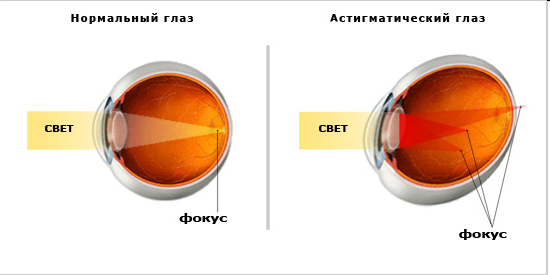 Нормальный глаз
СВЕТ
фокус
Астигматический глаз
СВЕТ
фокус